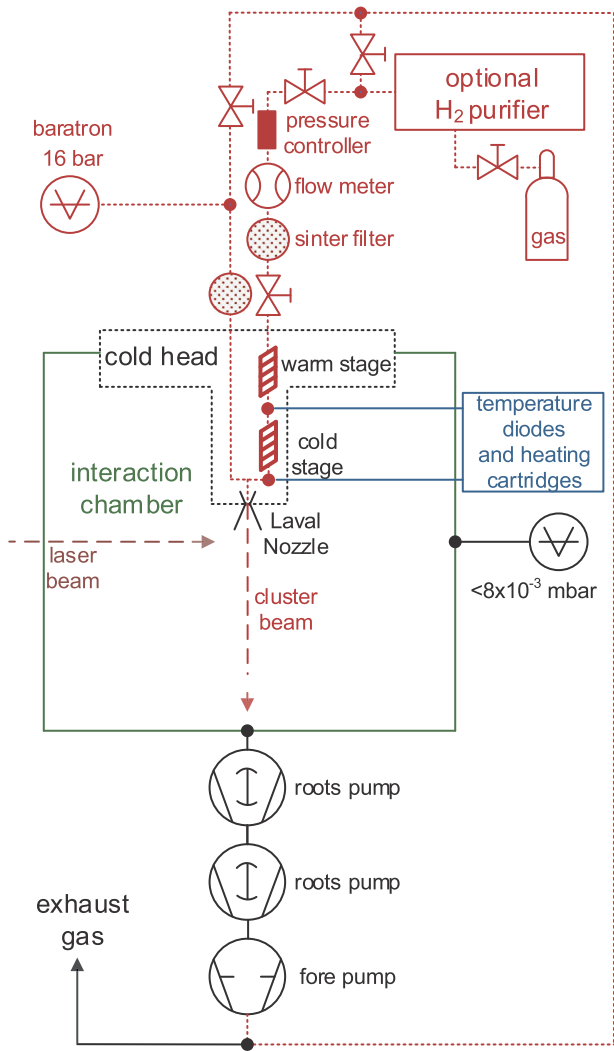 optional
H2 purifier
baratron
16 bar
pressure
controller
flow meter
sinter filter
gas
cold head
warm stage
cold
stage
temperature
diodes
and heating
cartridges
interaction
chamber
Laval
Nozzle
laser
beam
cluster
beam
<8x10-3 mbar
roots pump
roots pump
exhaust
gas
fore pump